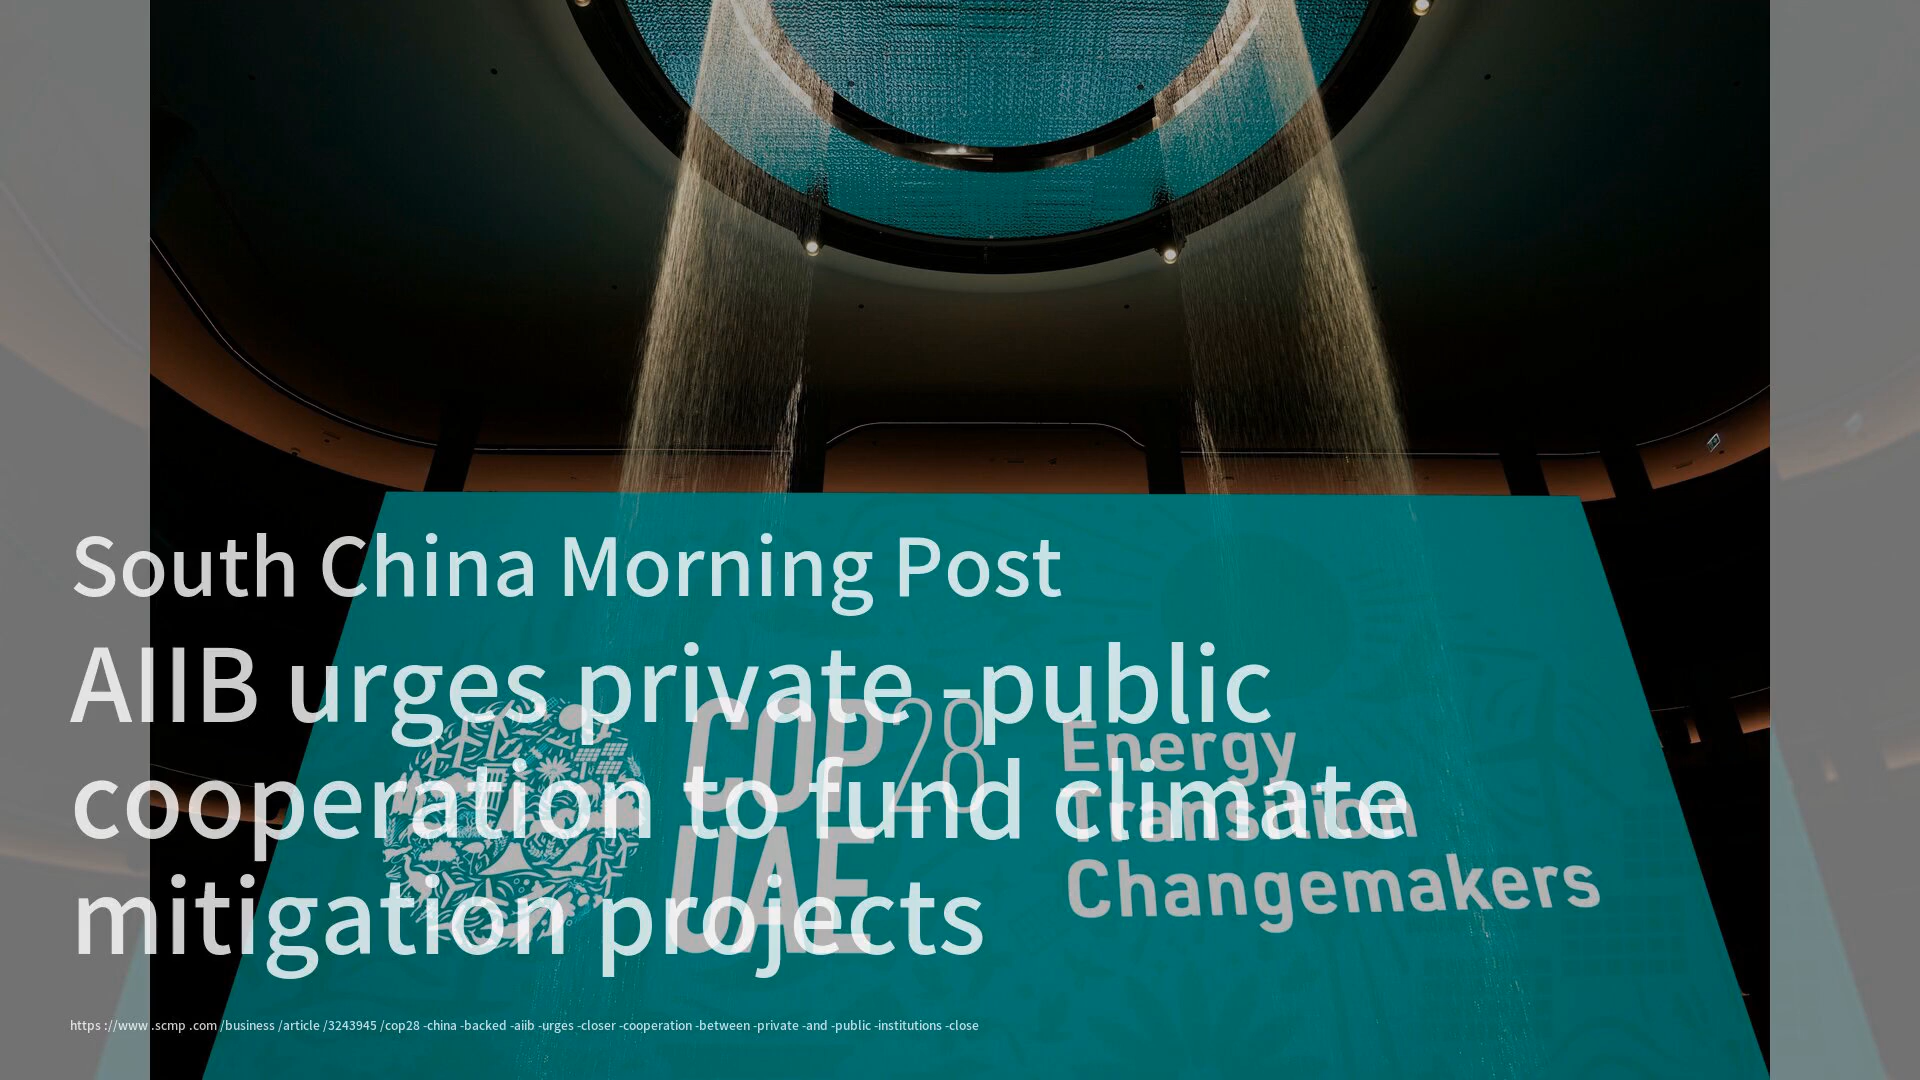 South China Morning Post
AIIB urges private -public
cooperation to fund climate
mitigation projects
COP28
UAE
Energy
Transition
Changemakers
https ://www .scmp .com /business /article /3243945 /cop28 -china -backed -aiib -urges -closer -cooperation -between -private -and -public -institutions -close